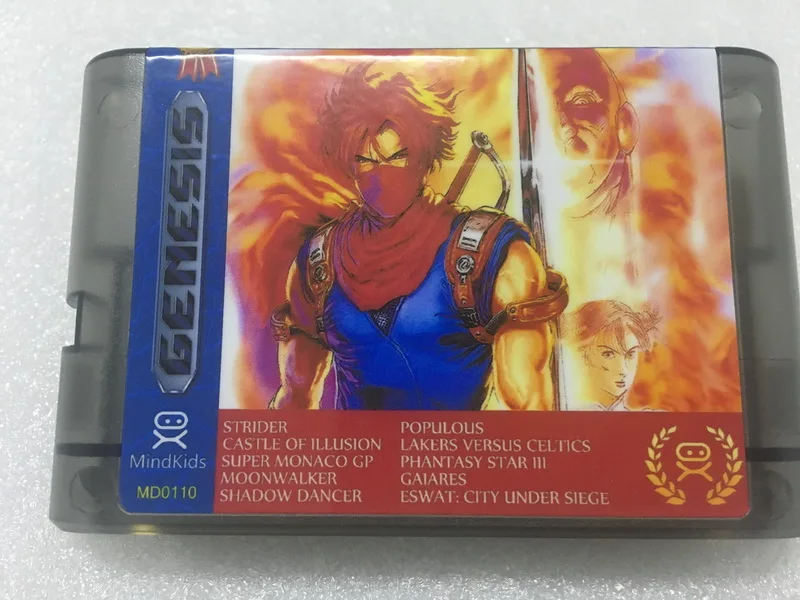 GENESIS
MindKids
MD0110
STRIDER
CASTLE OF ILLUSION
SUPER MONACO GP
MOONWALKER
SHADOW DANCER
POPULOUS
LAKERS VERSUS CELTICS
PHANTASY STAR III
GAIARES
ESWAT: CITY UNDER SIEGE